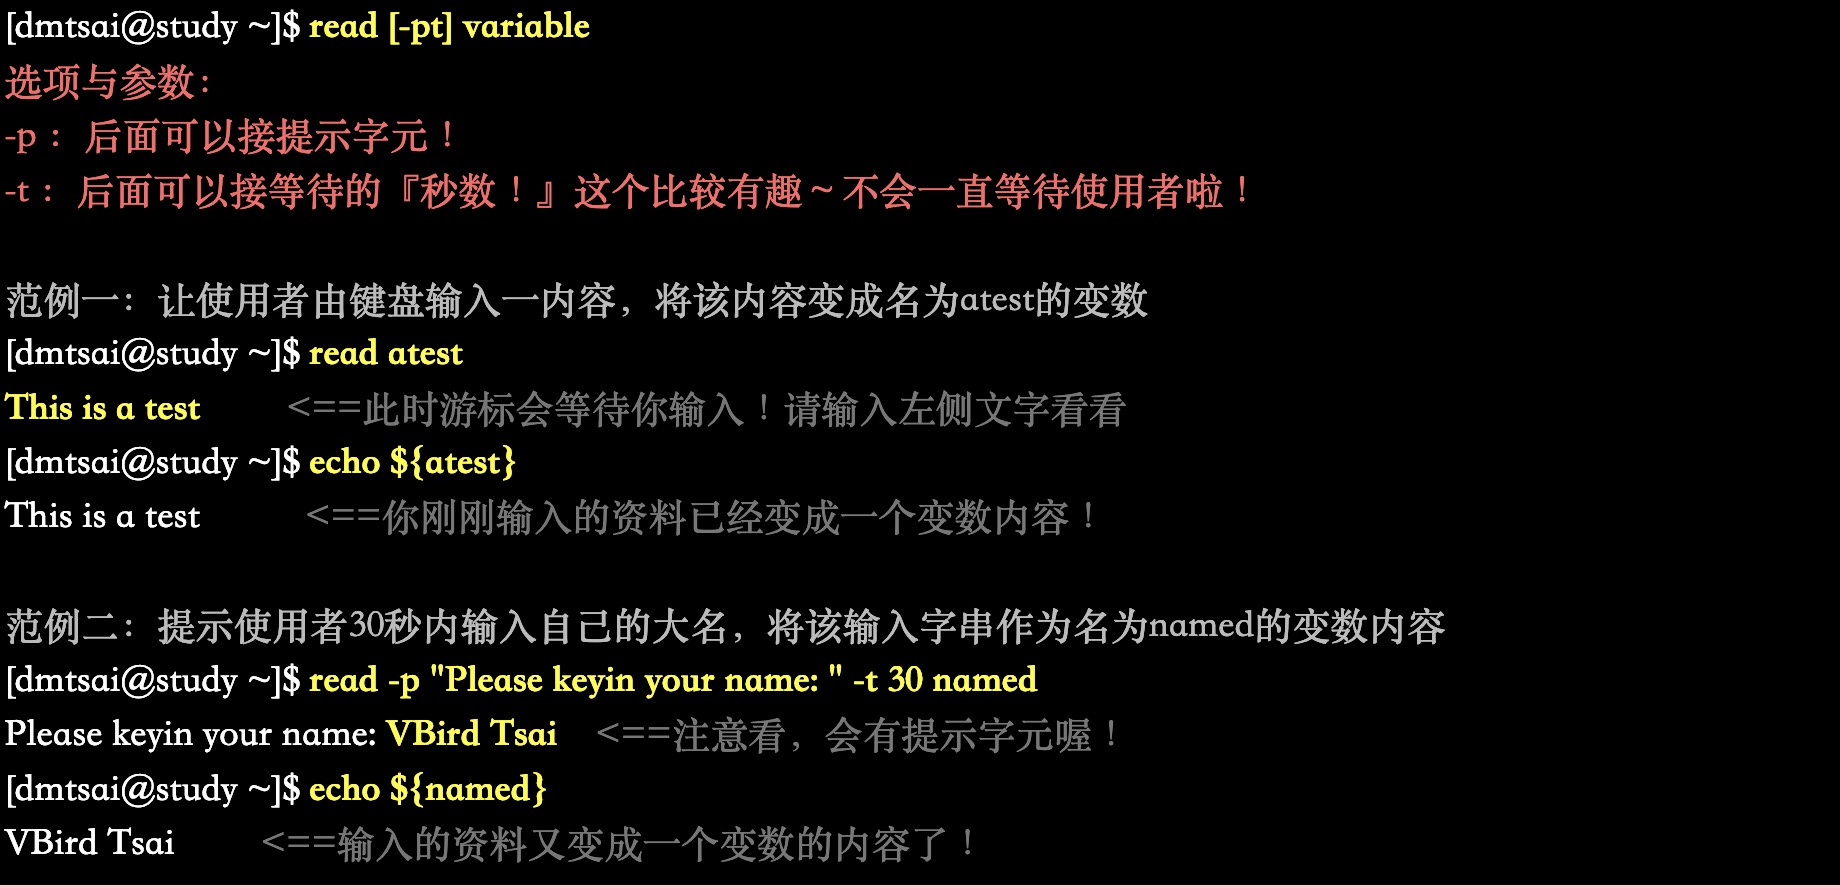 [dmtsai@study ~]$ read [-pt] variable
选项与参数：
-p ：后面可以接提示字元！
-t ：后面可以接等待的『秒数！』这个比较有趣～不会一直等待使用者啦！
范例一：让使用者由键盘输入一内容，将该内容变成名为atest的变数
[dmtsai@study ~]$ read atest
This is a test <==此时游标会等待你输入！请输入左侧文字看看
[dmtsai@study ~]$ echo ${atest}
This is a test <==你刚刚输入的资料已经变成一个变数内容！
范例二：提示使用者30秒内输入自己的大名，将该输入字串作为名为named的变数内容
[dmtsai@study ~]$ read -p "Please keyin your name: " -t 30 named
Please keyin your name: VBird Tsai <==注意看，会有提示字元喔！
[dmtsai@study ~]$ echo ${named}
VBird Tsai <==输入的资料又变成一个变数的内容了！